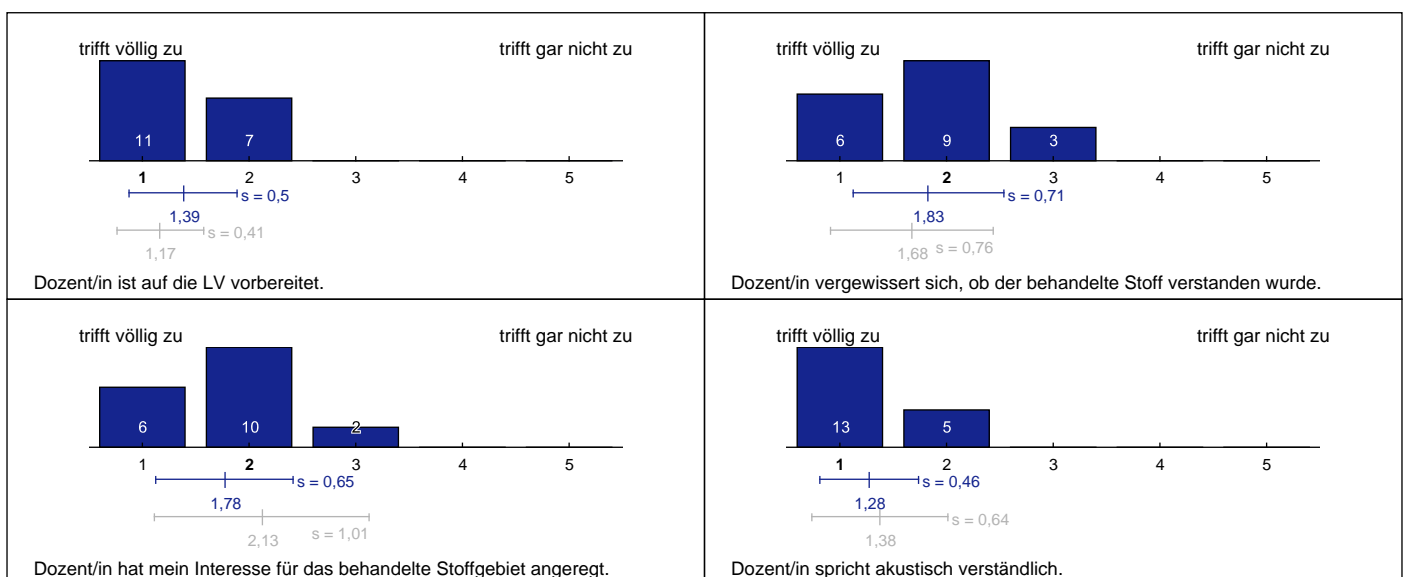 trifft völlig zu trifft gar nicht zu
11 7
1 2 3 4 5
s = 0,5
1,39
s = 0,41
1,17
Dozent/in ist auf die LV vorbereitet.
trifft völlig zu trifft gar nicht zu
6 9 3
1 2 3 4 5
s = 0,71
1,83
1,68 s = 0,76
Dozent/in vergewissert sich, ob der behandelte Stoff verstanden wurde.
trifft völlig zu trifft gar nicht zu
6 10 2
1 2 3 4 5
s = 0,65
1,78
2,13 s = 1,01
Dozent/in hat mein Interesse für das behandelte Stoffgebiet angeregt.
trifft völlig zu trifft gar nicht zu
13 5
1 2 3 4 5
s = 0,46
1,28
s = 0,64
1,38
Dozent/in spricht akustisch verständlich.